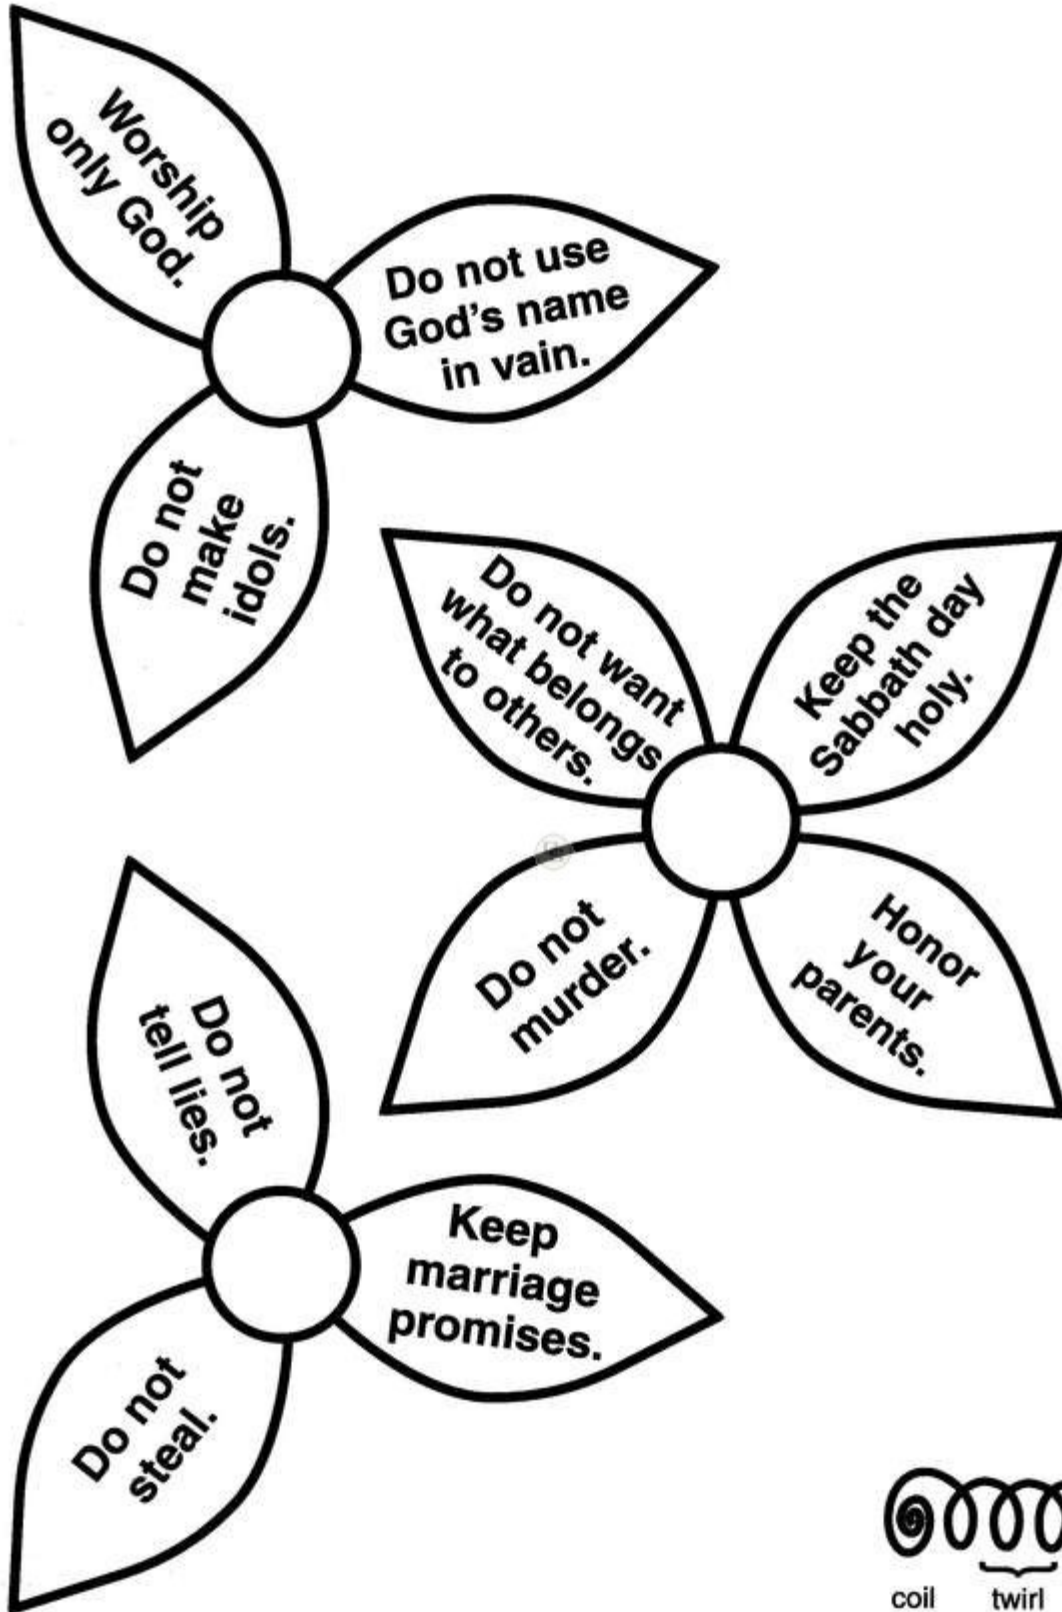 Worship
only God.
Do not use
God's name
in vain.
Do not
make
idols.
Do not want
what belongs
to others.
Keep the
Sabbath day
holy.
Do not
murder.
Honor
your
parents.
Do not
tell lies.
Keep
marriage
promises.
Do not
steal.
coil
twirl